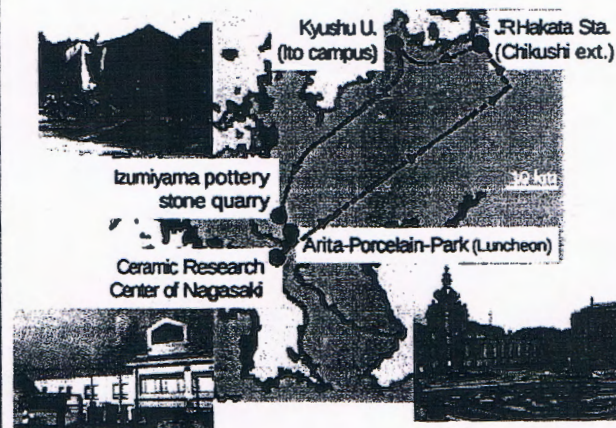 Kyushu U.
(Ito campus)
JR Hakata Sta.
(Chikushi ext.)
10 km
Izumiyama pottery
stone quarry
Arita-Porcelain-Park (Luncheon)
Ceramic Research
Center of Nagasaki